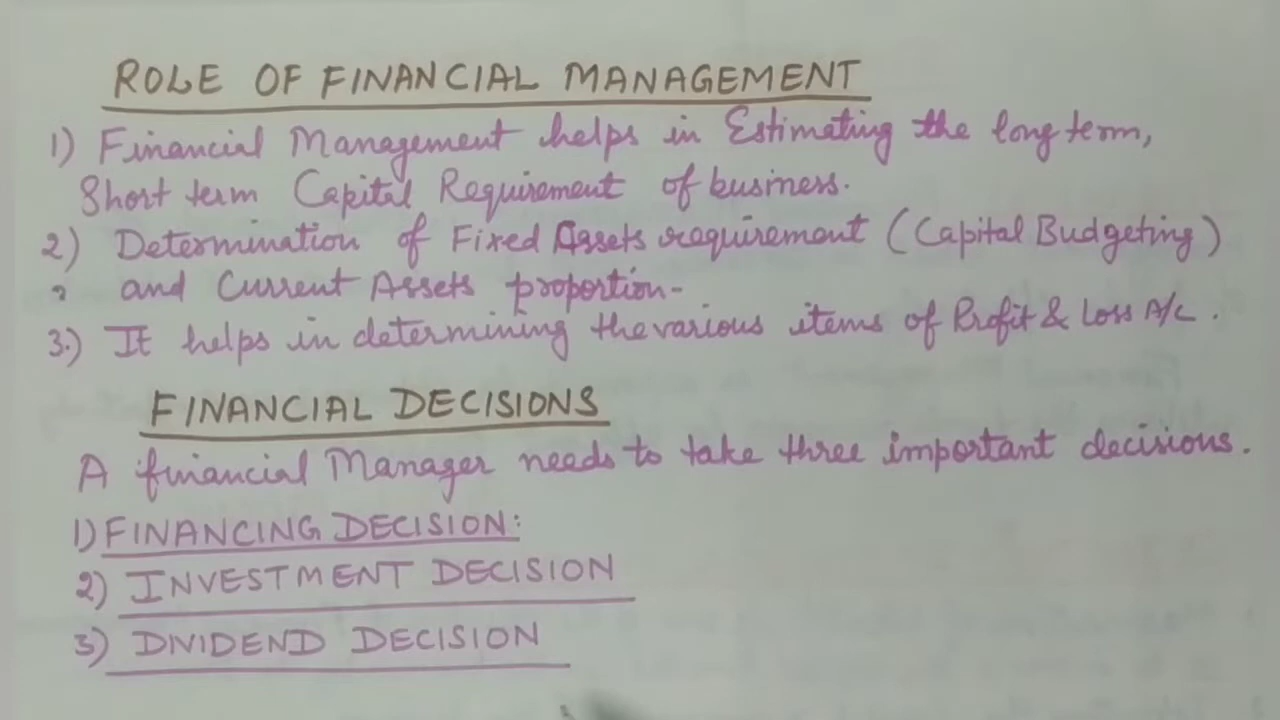 ROLE OF FINANCIAL MANAGEMENT
1) Financial Management helps in Estimating the long term,
Short term Capital Requirement of business.
2) Determination of Fixed Assets requirement (Capital Budgeting)
and Current Assets proportion-
3.) It helps in determining the various items of Profit & Loss A/c.
FINANCIAL DECISIONS
A financial Manager needs to take three important decisions.
1) FINANCING DECISION:
2) INVESTMENT DECISION
3) DIVIDEND DECISION